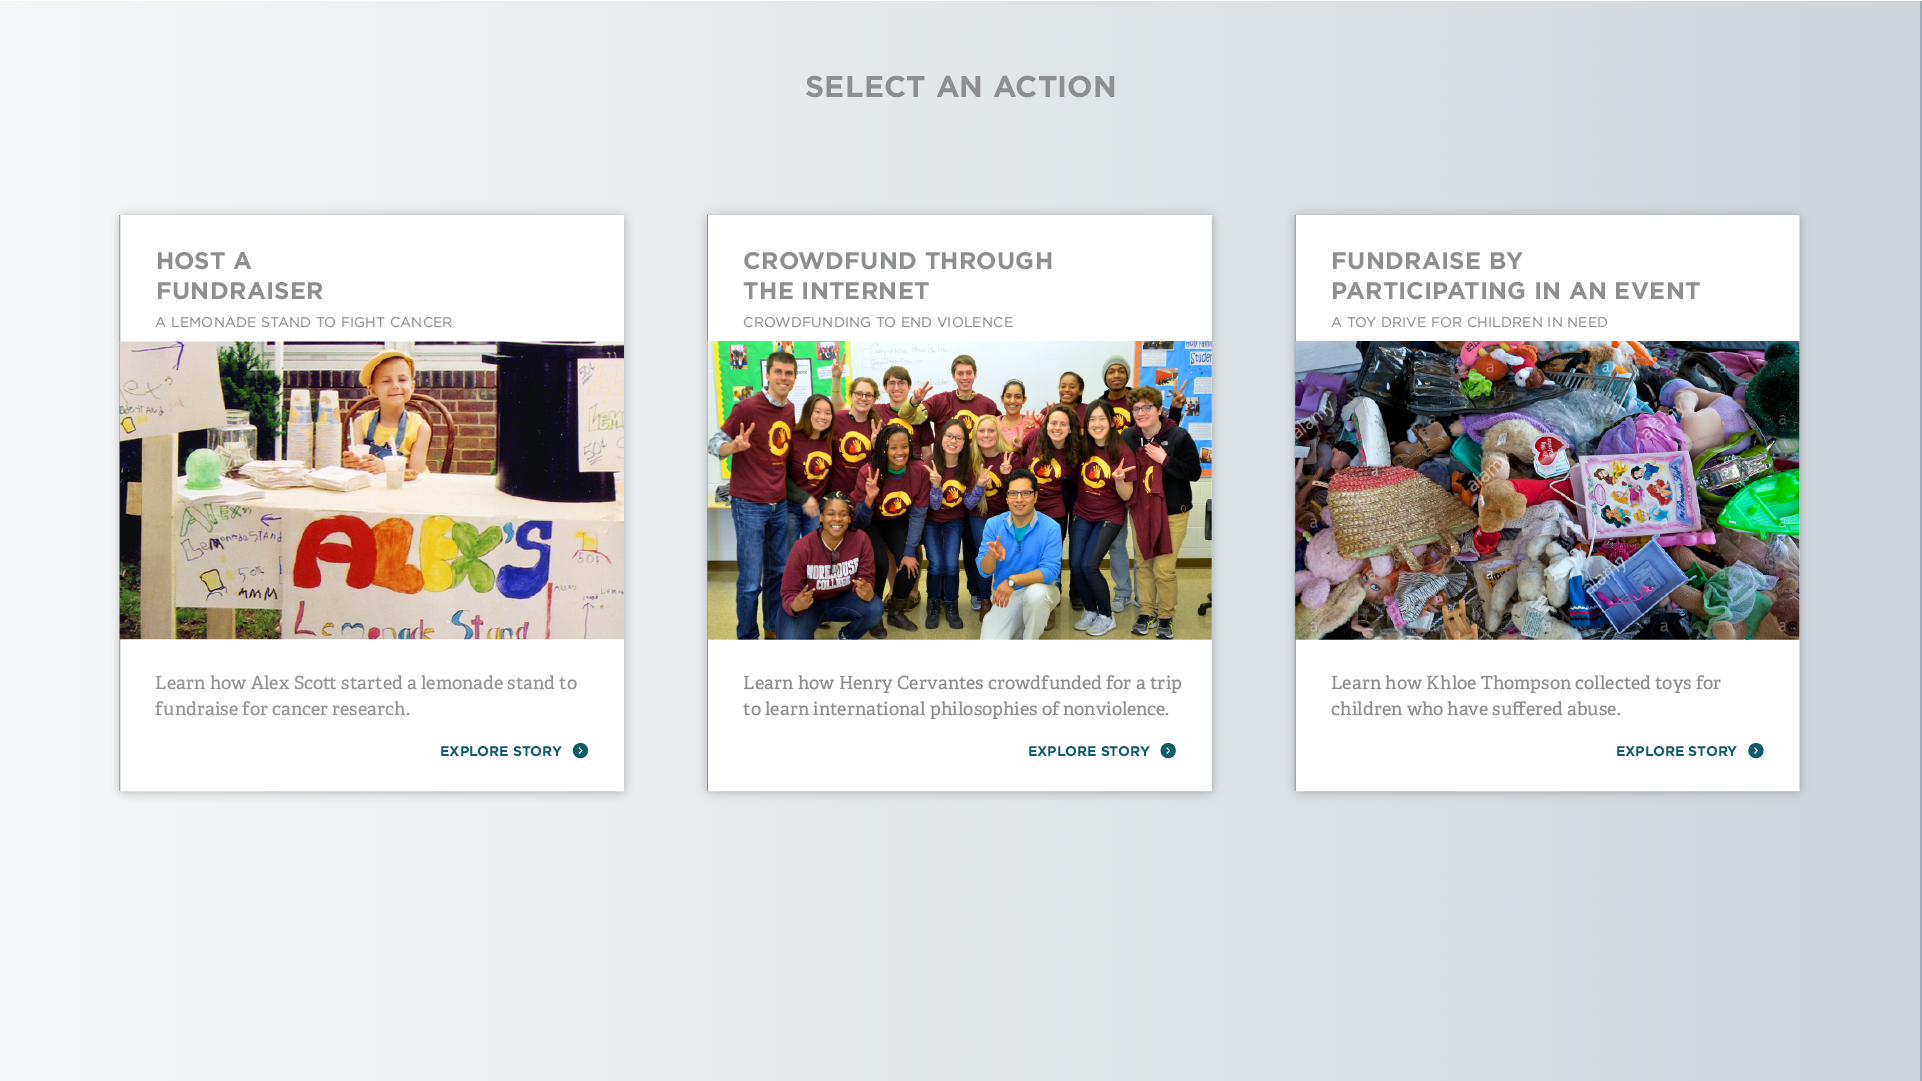 SELECT AN ACTION
HOST A
FUNDRAISER
A LEMONADE STAND TO FIGHT CANCER
ALEX'S
Lemonade Stand
50¢
CROWDFUND THROUGH
THE INTERNET
CROWDFUNDING TO END VIOLENCE
MOREHOUSE
COLLEGE
FUNDRAISE BY
PARTICIPATING IN AN EVENT
A TOY DRIVE FOR CHILDREN IN NEED
alamy
Learn how Alex Scott started a lemonade stand to
fundraise for cancer research.
EXPLORE STORY
Learn how Henry Cervantes crowdfunded for a trip
to learn international philosophies of nonviolence.
EXPLORE STORY
Learn how Khloe Thompson collected toys for
children who have suffered abuse.
EXPLORE STORY